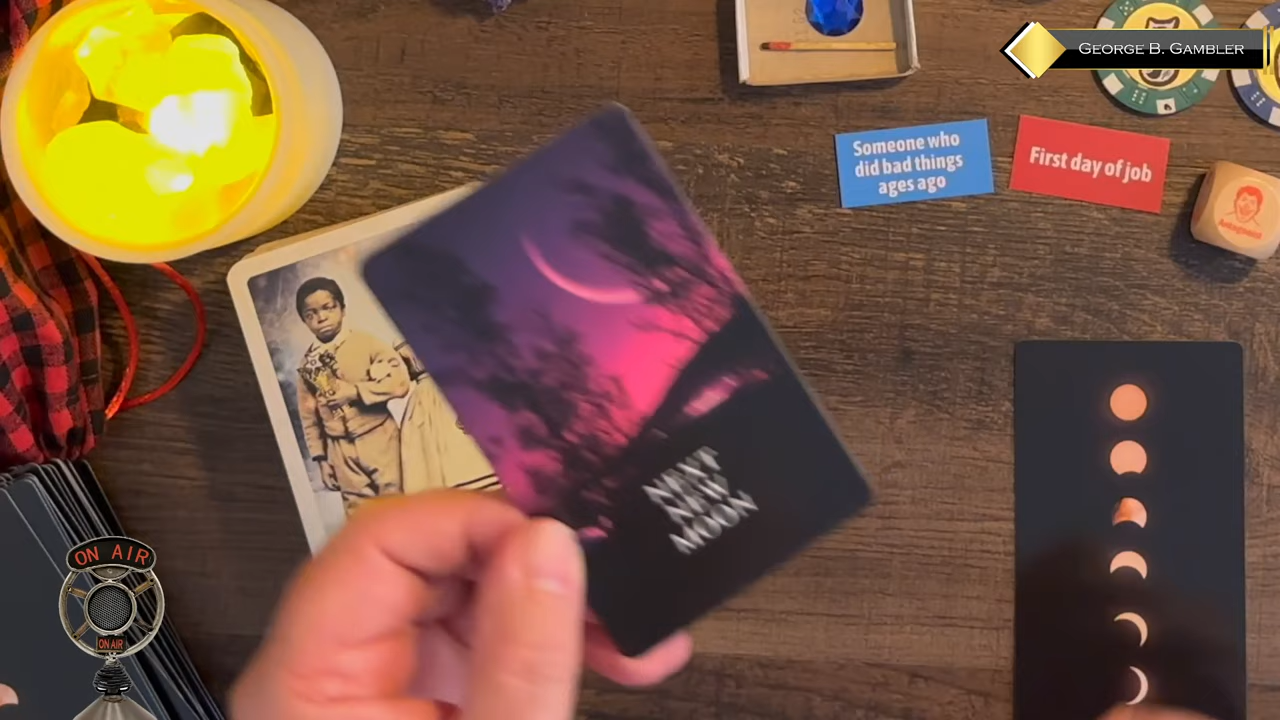 George B. Gambler
Someone who
did bad things
ages ago
First day of job
NEXT
NEW
MOON
ON AIR
ON AIR